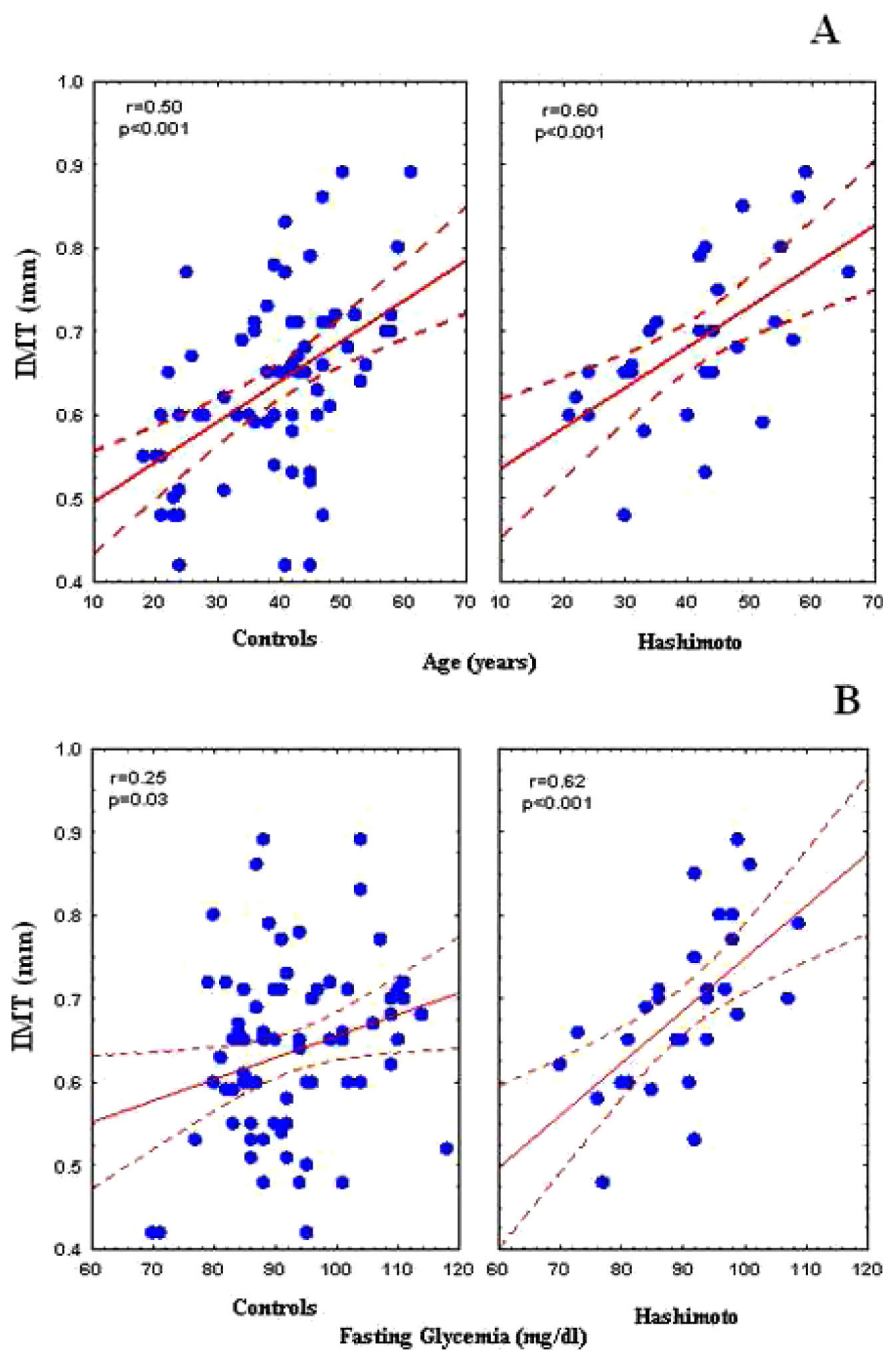 A
r=0.50
p<0.001
r=0.60
p<0.001
IMT (mm)
1.0
0.9
0.8
0.7
0.6
0.5
0.4
10 20 30 40 50 60 70
10 20 30 40 50 60 70
Controls
Hashimoto
Age (years)
B
r=0.25
p=0.03
r=0.62
p<0.001
IMT (mm)
1.0
0.9
0.8
0.7
0.6
0.5
0.4
60 70 80 90 100 110 120
60 70 80 90 100 110 120
Controls
Hashimoto
Fasting Glycemia (mg/dl)